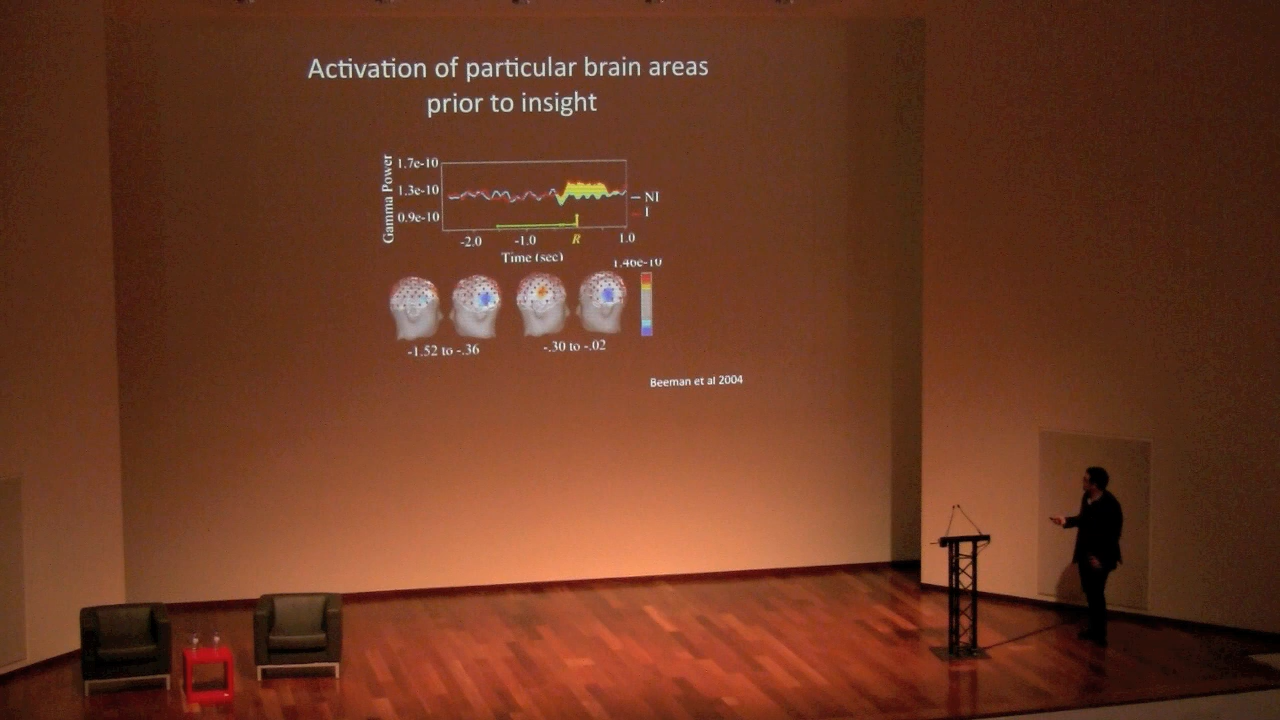 Activation of particular brain areas
prior to insight
Gamma Power
1.7e-10
1.3e-10
0.9e-10
NI
I
-2.0
-1.0
R
1.0
Time (sec)
1.40e-10
-1.52 to -.36
-.30 to -.02
Beeman et al 2004